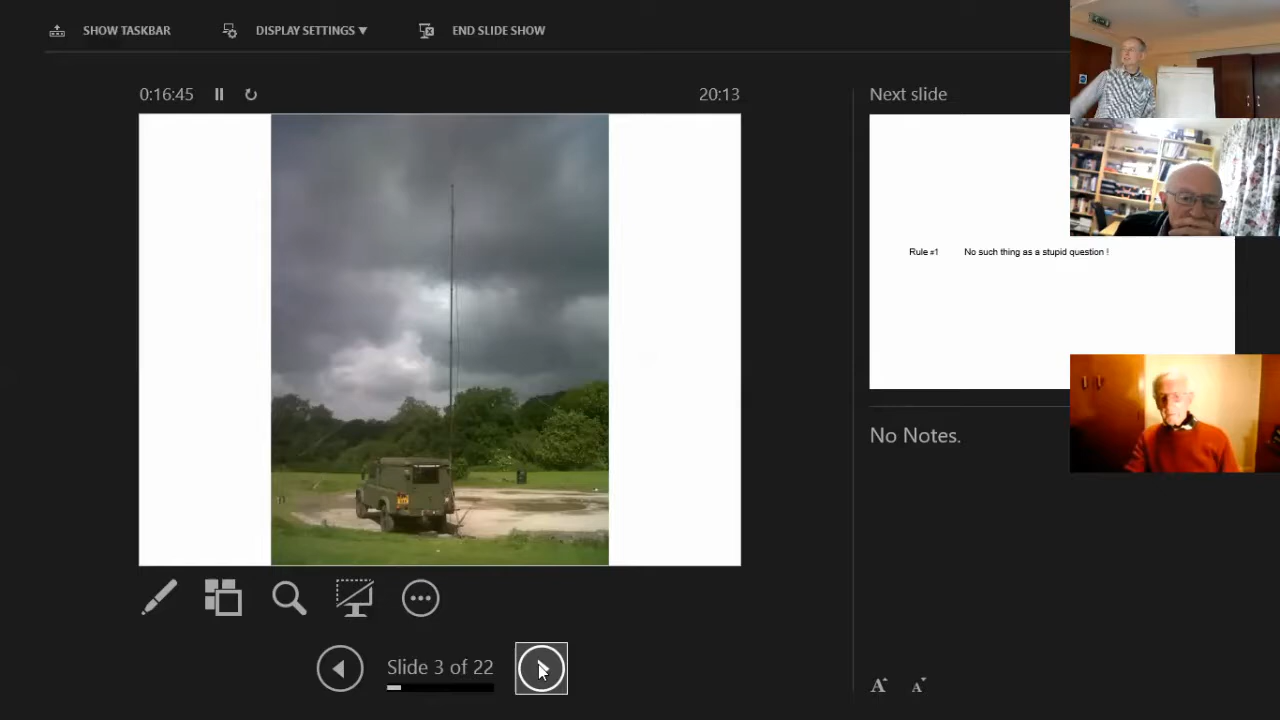 SHOW TASKBAR
DISPLAY SETTINGS ▼
END SLIDE SHOW
0:16:45
20:13
Next slide
Rule #1 No such thing as a stupid question !
No Notes.
Slide 3 of 22
A A